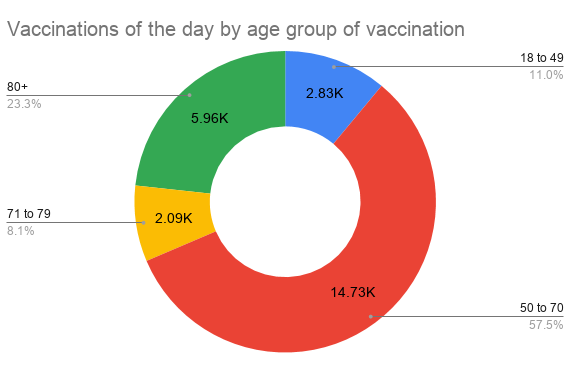 Vaccinations of the day by age group of vaccination
18 to 49
11.0%
2.83K
80+
23.3%
5.96K
71 to 79
8.1%
2.09K
14.73K
50 to 70
57.5%